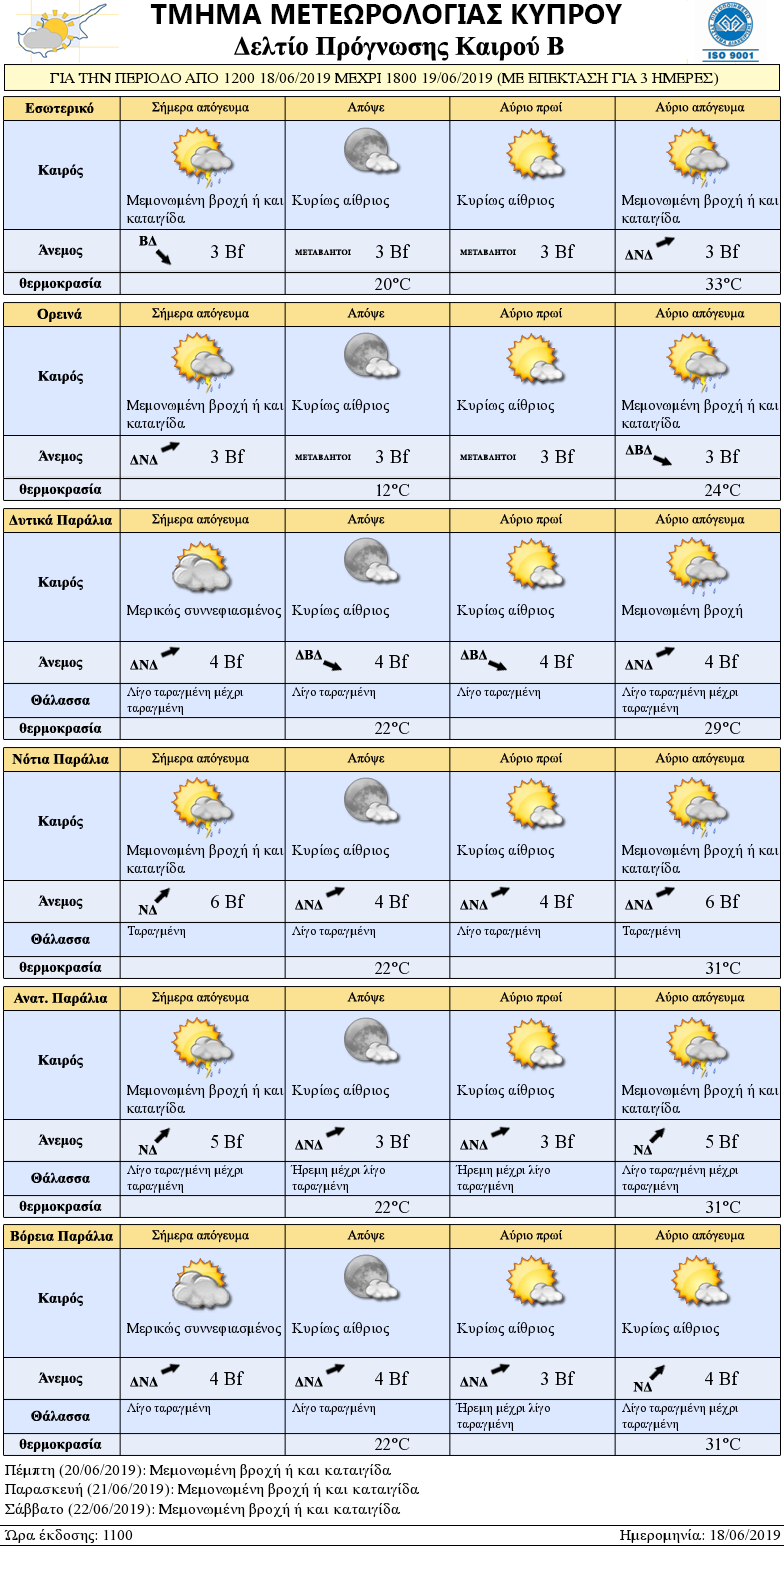 ΤΜΗΜΑ ΜΕΤΕΩΡΟΛΟΓΙΑΣ ΚΥΠΡΟΥ
Δελτίο Πρόγνωσης Καιρού Β
ISO 9001
ΓΙΑ ΤΗΝ ΠΕΡΙΟΔΟ ΑΠΟ 1200 18/06/2019 ΜΕΧΡΙ 1800 19/06/2019 (ΜΕ ΕΠΕΚΤΑΣΗ ΓΙΑ 3 ΗΜΕΡΕΣ)
Εσωτερικό Σήμερα απόγευμα Απόψε Αύριο πρωί Αύριο απόγευμα
Καιρός Μεμονωμένη βροχή ή και Κυρίως αίθριος Κυρίως αίθριος Μεμονωμένη βροχή ή και
καταιγίδα καταιγίδα
Άνεμος ΒΔ 3 Bf ΜΕΤΑΒΛΗΤΟΙ 3 Bf ΜΕΤΑΒΛΗΤΟΙ 3 Bf ΔΝΔ 3 Bf
θερμοκρασία 20°C 33°C
Ορεινά Σήμερα απόγευμα Απόψε Αύριο πρωί Αύριο απόγευμα
Καιρός Μεμονωμένη βροχή ή και Κυρίως αίθριος Κυρίως αίθριος Μεμονωμένη βροχή ή και
καταιγίδα καταιγίδα
Άνεμος ΔΝΔ 3 Bf ΜΕΤΑΒΛΗΤΟΙ 3 Bf ΜΕΤΑΒΛΗΤΟΙ 3 Bf ΔΒΔ 3 Bf
θερμοκρασία 12°C 24°C
Δυτικά Παράλια Σήμερα απόγευμα Απόψε Αύριο πρωί Αύριο απόγευμα
Καιρός Μερικώς συννεφιασμένος Κυρίως αίθριος Κυρίως αίθριος Μεμονωμένη βροχή
Άνεμος ΔΝΔ 4 Bf ΔΒΔ 4 Bf ΔΒΔ 4 Bf ΔΝΔ 4 Bf
Θάλασσα Λίγο ταραγμένη μέχρι Λίγο ταραγμένη Λίγο ταραγμένη Λίγο ταραγμένη μέχρι
ταραγμένη ταραγμένη
θερμοκρασία 22°C 29°C
Νότια Παράλια Σήμερα απόγευμα Απόψε Αύριο πρωί Αύριο απόγευμα
Καιρός Μεμονωμένη βροχή ή και Κυρίως αίθριος Κυρίως αίθριος Μεμονωμένη βροχή ή και
καταιγίδα καταιγίδα
Άνεμος ΝΔ 6 Bf ΔΝΔ 4 Bf ΔΝΔ 4 Bf ΔΝΔ 6 Bf
Θάλασσα Ταραγμένη Λίγο ταραγμένη Λίγο ταραγμένη Ταραγμένη
θερμοκρασία 22°C 31°C
Ανατ. Παράλια Σήμερα απόγευμα Απόψε Αύριο πρωί Αύριο απόγευμα
Καιρός Μεμονωμένη βροχή ή και Κυρίως αίθριος Κυρίως αίθριος Μεμονωμένη βροχή ή και
καταιγίδα καταιγίδα
Άνεμος ΝΔ 5 Bf ΔΝΔ 3 Bf ΔΝΔ 3 Bf ΝΔ 5 Bf
Θάλασσα Λίγο ταραγμένη μέχρι Ήρεμη μέχρι λίγο Ήρεμη μέχρι λίγο Λίγο ταραγμένη μέχρι
ταραγμένη ταραγμένη ταραγμένη ταραγμένη
θερμοκρασία 22°C 31°C
Βόρεια Παράλια Σήμερα απόγευμα Απόψε Αύριο πρωί Αύριο απόγευμα
Καιρός Μερικώς συννεφιασμένος Κυρίως αίθριος Κυρίως αίθριος Κυρίως αίθριος
Άνεμος ΔΝΔ 4 Bf ΔΝΔ 4 Bf ΔΝΔ 3 Bf ΝΔ 4 Bf
Θάλασσα Λίγο ταραγμένη Λίγο ταραγμένη Ήρεμη μέχρι λίγο Λίγο ταραγμένη μέχρι
ταραγμένη ταραγμένη
θερμοκρασία 22°C 31°C
Πέμπτη (20/06/2019): Μεμονωμένη βροχή ή και καταιγίδα
Παρασκευή (21/06/2019): Μεμονωμένη βροχή ή και καταιγίδα
Σάββατο (22/06/2019): Μεμονωμένη βροχή ή και καταιγίδα
Ώρα έκδοσης: 1100 Ημερομηνία: 18/06/2019